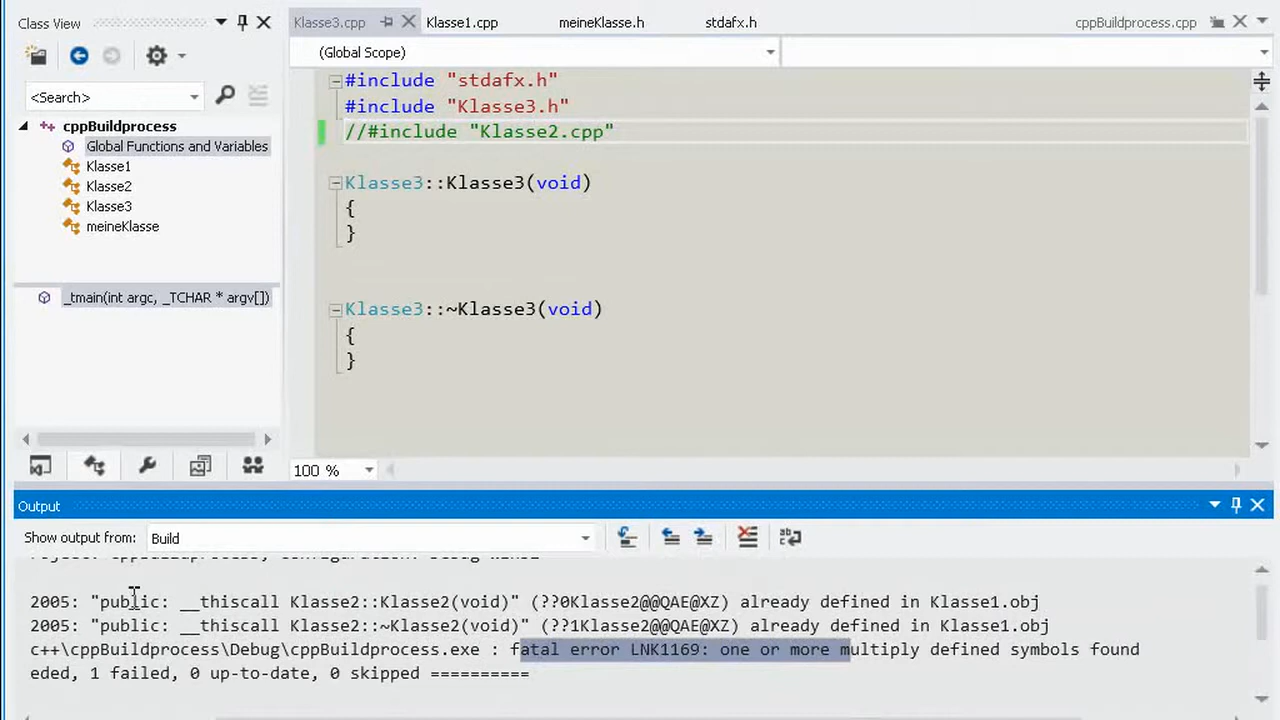 Class View
Klasse3.cpp
Klasse1.cpp
meineKlasse.h
stdafx.h
cppBuildprocess.cpp
(Global Scope)
<Search>
cppBuildprocess
Global Functions and Variables
Klasse1
Klasse2
Klasse3
meineKlasse
_tmain(int argc, _TCHAR * argv[])
#include "stdafx.h"
#include "Klasse3.h"
//#include "Klasse2.cpp"
Klasse3::Klasse3(void)
{
}
Klasse3::~Klasse3(void)
{
}
100 %
Output
Show output from: Build
2005: "public: __thiscall Klasse2::Klasse2(void)" (??0Klasse2@@QAE@XZ) already defined in Klasse1.obj
2005: "public: __thiscall Klasse2::~Klasse2(void)" (??1Klasse2@@QAE@XZ) already defined in Klasse1.obj
c++\cppBuildprocess\Debug\cppBuildprocess.exe : fatal error LNK1169: one or more multiply defined symbols found
eded, 1 failed, 0 up-to-date, 0 skipped ==========